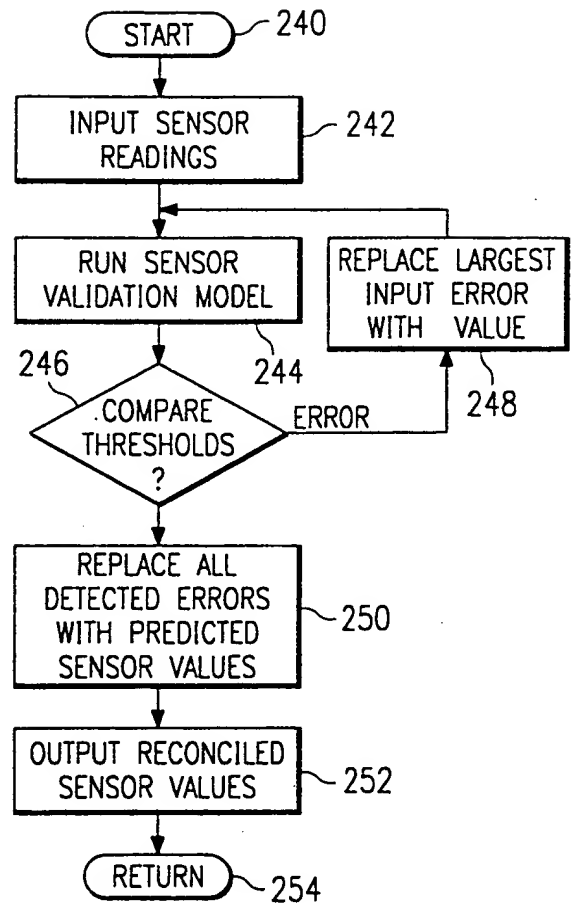 START
240
INPUT SENSOR
READINGS
242
RUN SENSOR
VALIDATION MODEL
244
REPLACE LARGEST
INPUT ERROR
WITH VALUE
248
246
COMPARE
THRESHOLDS
?
ERROR
REPLACE ALL
DETECTED ERRORS
WITH PREDICTED
SENSOR VALUES
250
OUTPUT RECONCILED
SENSOR VALUES
252
RETURN
254